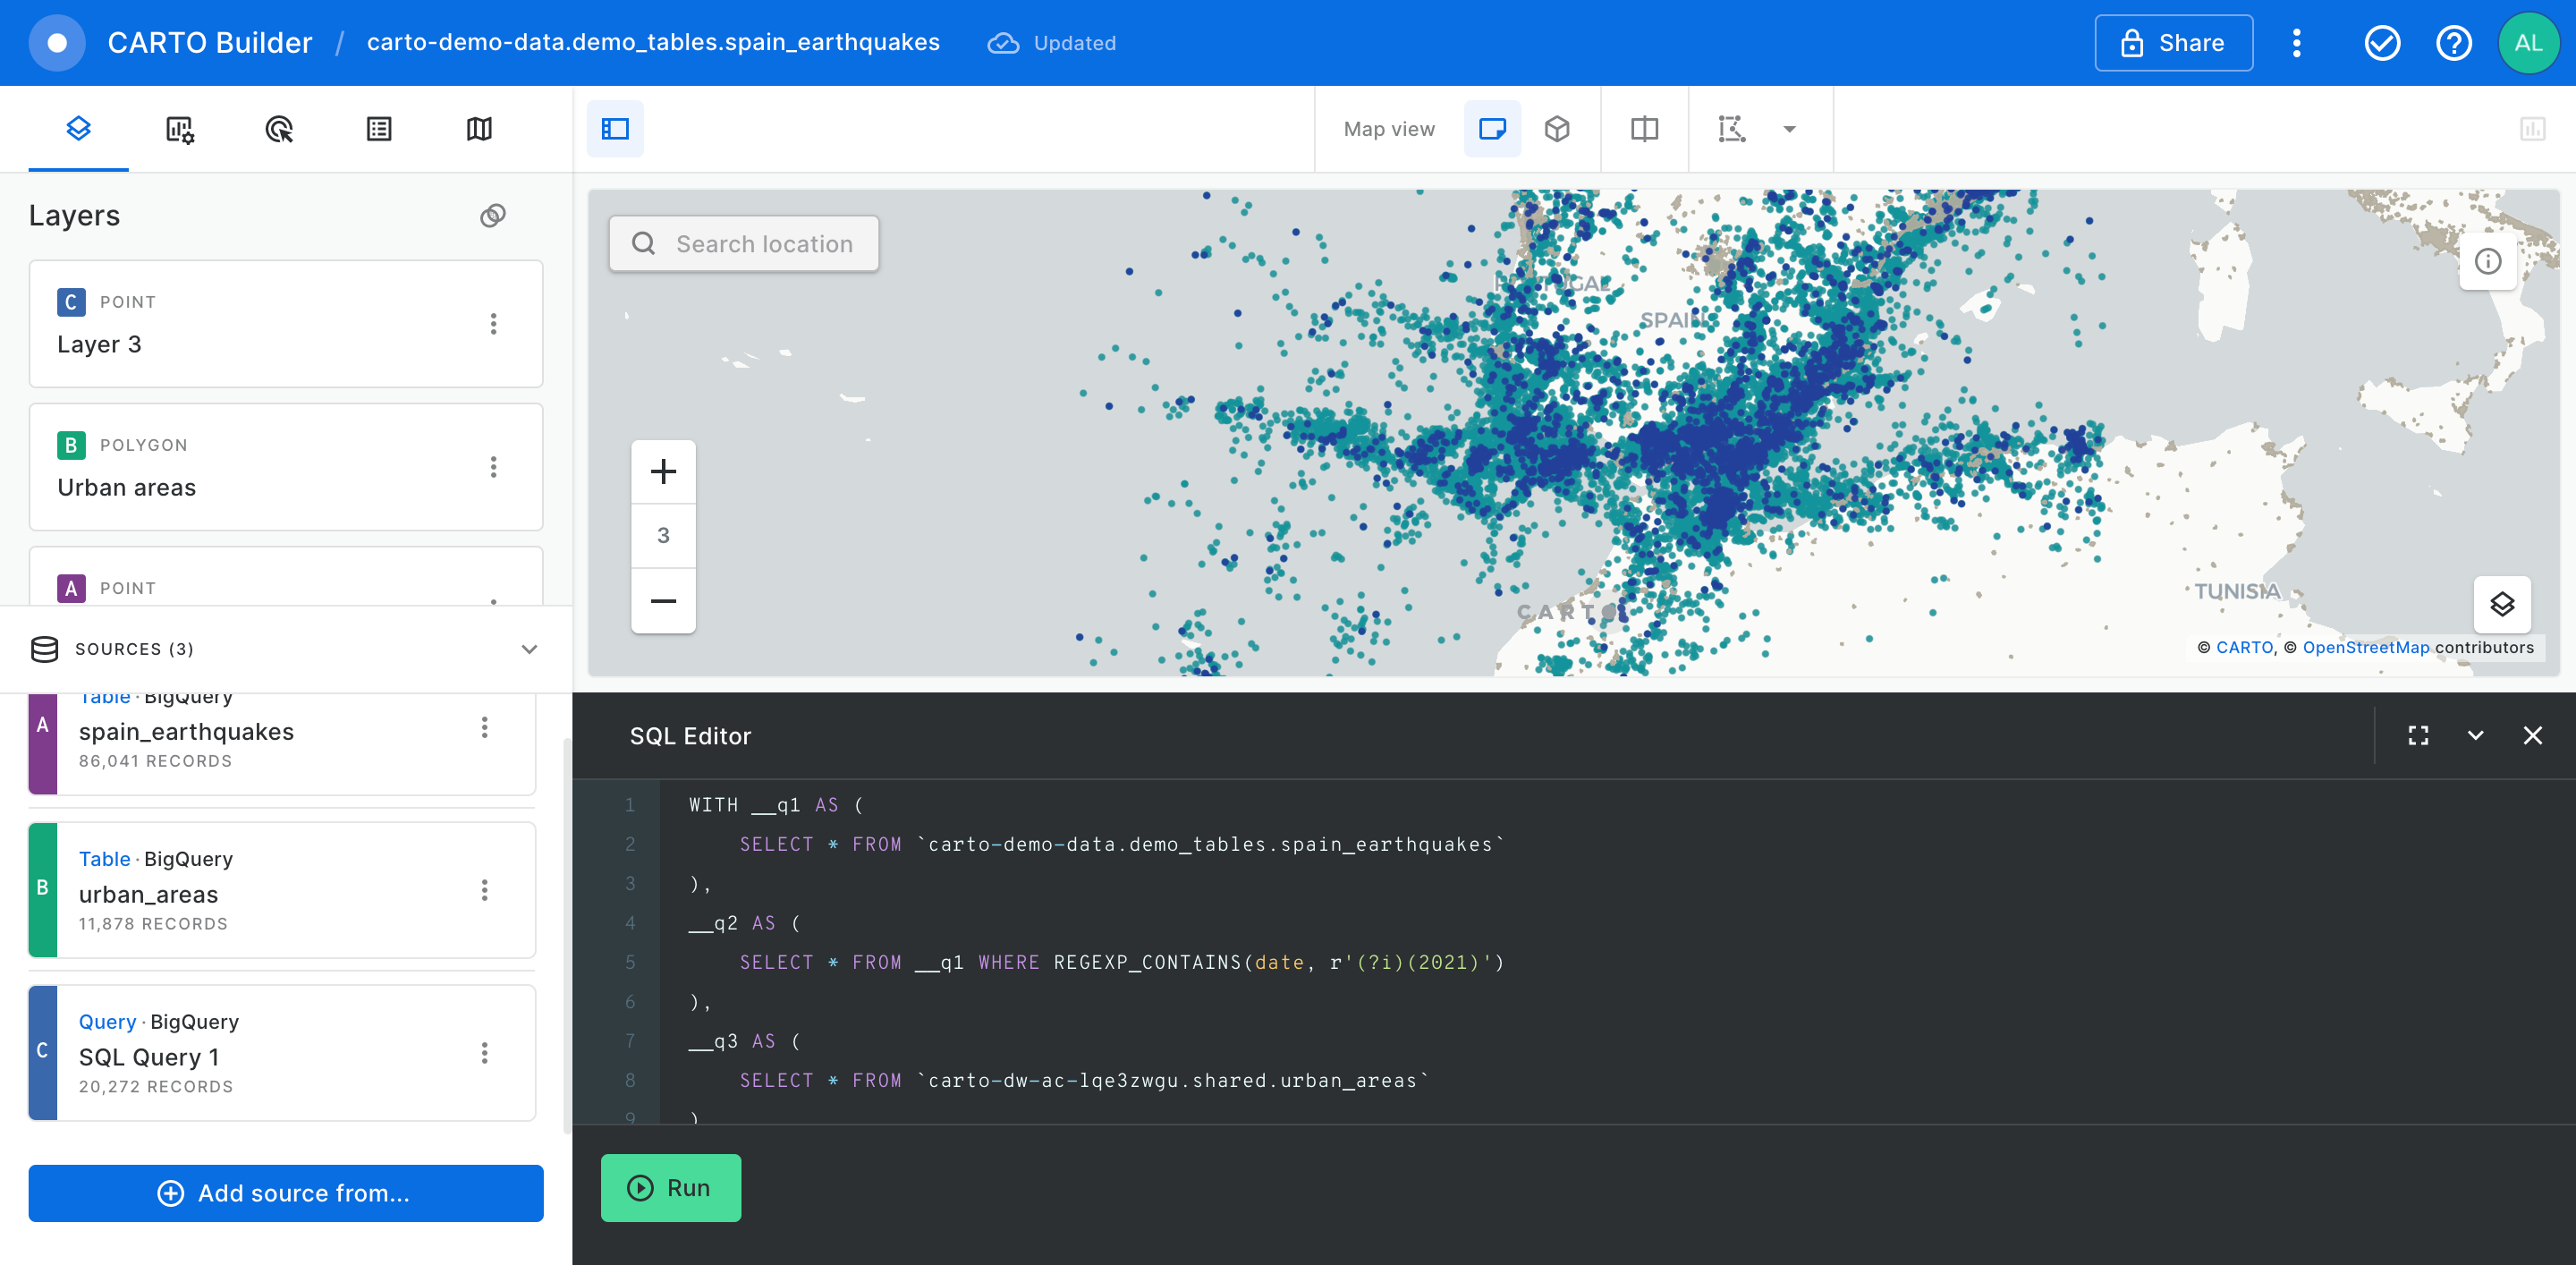 CARTO Builder / carto-demo-data.demo_tables.spain_earthquakes Updated Share AL
Map view
Layers
C POINT
Layer 3
B POLYGON
Urban areas
A POINT
SOURCES (3)
A Table · BigQuery
spain_earthquakes
86,041 RECORDS
B Table · BigQuery
urban_areas
11,878 RECORDS
C Query · BigQuery
SQL Query 1
20,272 RECORDS
Add source from...
Search location
PORTUGAL
SPAIN
3
TUNISIA
CARTO
© CARTO, © OpenStreetMap contributors
SQL Editor
1 WITH __q1 AS (
2 SELECT * FROM `carto-demo-data.demo_tables.spain_earthquakes`
3 ),
4 __q2 AS (
5 SELECT * FROM __q1 WHERE REGEXP_CONTAINS(date, r'(?i)(2021)')
6 ),
7 __q3 AS (
8 SELECT * FROM `carto-dw-ac-lqe3zwgu.shared.urban_areas`
9 )
Run